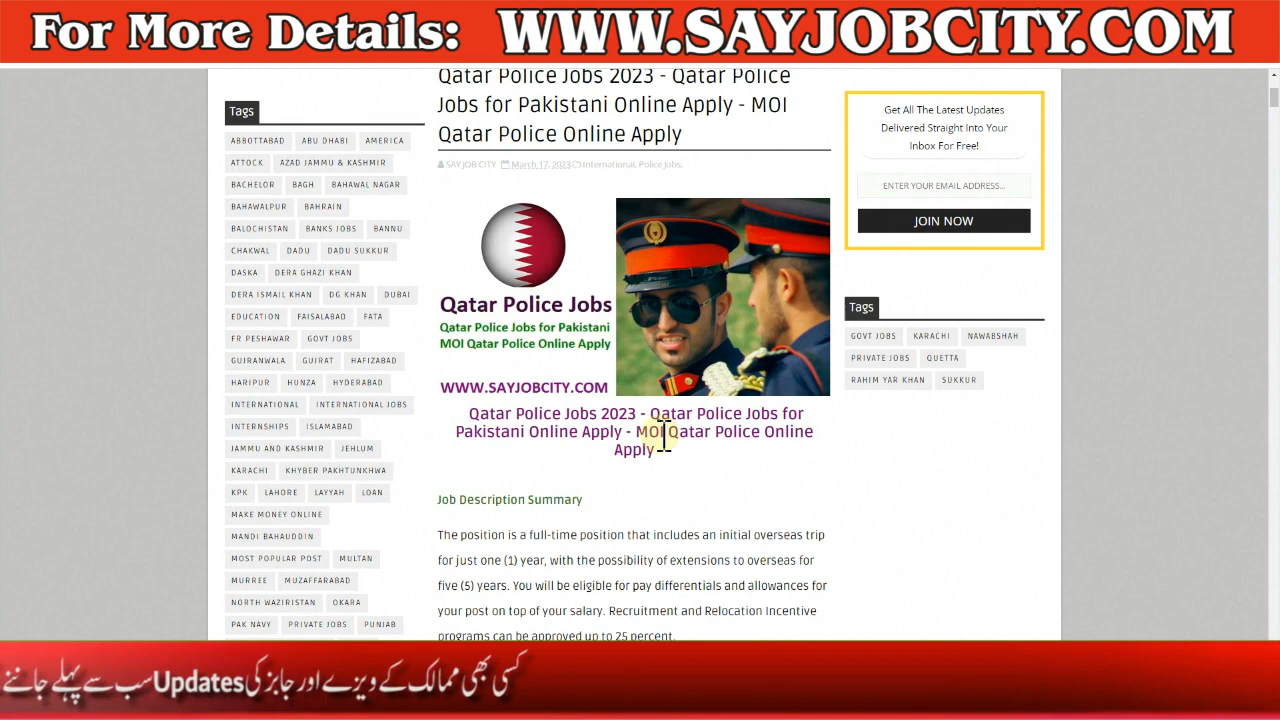 For More Details: WWW.SAYJOBCITY.COM
Tags
ABBOTTABAD ABU DHABI AMERICA
ATTOCK AZAD JAMMU & KASHMIR
BACHELOR BAGH BAHAWAL NAGAR
BAHAWALPUR BAHRAIN
BALOCHISTAN BANKS JOBS BANNU
CHAKWAL DADU DADU SUKKUR
DASKA DERA GHAZI KHAN
DERA ISMAIL KHAN DG KHAN DUBAI
EDUCATION FAISALABAD FATA
FR PESHAWAR GOVT JOBS
GUJRANWALA GUJRAT HAFIZABAD
HARIPUR HUNZA HYDERABAD
INTERNATIONAL INTERNATIONAL JOBS
INTERNSHIPS ISLAMABAD
JAMMU AND KASHMIR JEHLUM
KARACHI KHYBER PAKHTUNKHWA
KPK LAHORE LAYYAH LOAN
MAKE MONEY ONLINE
MANDI BAHAUDDIN
MOST POPULAR POST MULTAN
MURREE MUZAFFARABAD
NORTH WAZIRISTAN OKARA
PAK NAVY PRIVATE JOBS PUNJAB
Qatar Police Jobs 2023 - Qatar Police
Jobs for Pakistani Online Apply - MOI
Qatar Police Online Apply
SAY JOB CITY March 17, 2023 International, Police Jobs,
Qatar Police Jobs
Qatar Police Jobs for Pakistani
MOI Qatar Police Online Apply
WWW.SAYJOBCITY.COM
Qatar Police Jobs 2023 - Qatar Police Jobs for
Pakistani Online Apply - MOI Qatar Police Online
Apply -
Job Description Summary
The position is a full-time position that includes an initial overseas trip
for just one (1) year, with the possibility of extensions to overseas for
five (5) years. You will be eligible for pay differentials and allowances for
your post on top of your salary. Recruitment and Relocation Incentive
programs can be approved up to 25 percent.
Get All The Latest Updates
Delivered Straight Into Your
Inbox For Free!
ENTER YOUR EMAIL ADDRESS...
JOIN NOW
Tags
GOVT JOBS KARACHI NAWABSHAH
PRIVATE JOBS QUETTA
RAHIM YAR KHAN SUKKUR
کسی بھی ممالک کے ویزے اور جابز کی Updates سب سے پہلے جاننے